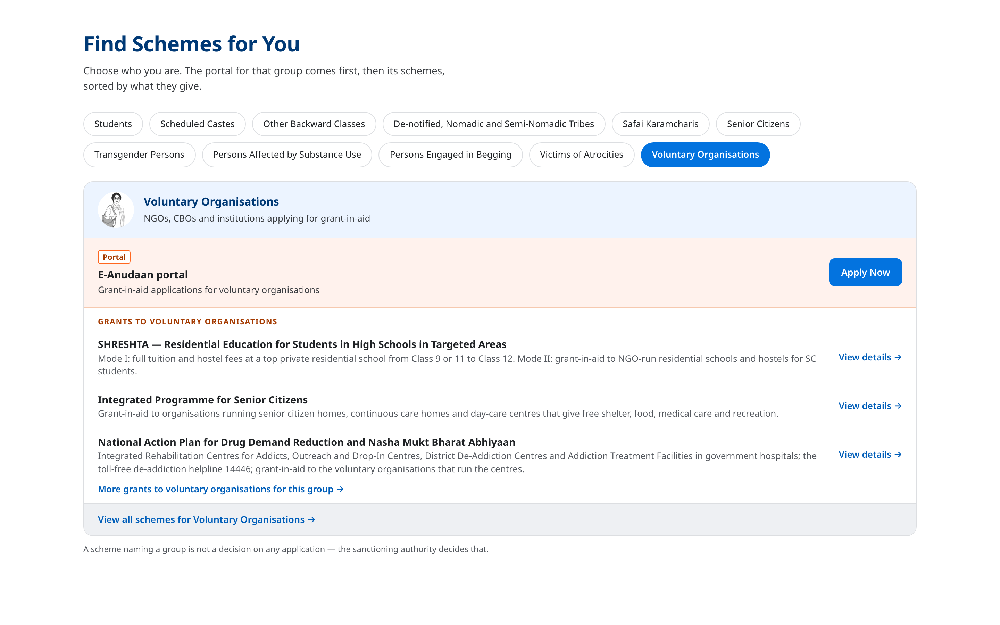 Find Schemes for You
Choose who you are. The portal for that group comes first, then its schemes,
sorted by what they give.
Students
Scheduled Castes
Other Backward Classes
De-notified, Nomadic and Semi-Nomadic Tribes
Safai Karamcharis
Senior Citizens
Transgender Persons
Persons Affected by Substance Use
Persons Engaged in Begging
Victims of Atrocities
Voluntary Organisations
Voluntary Organisations
NGOs, CBOs and institutions applying for grant-in-aid
Portal
E-Anudaan portal
Grant-in-aid applications for voluntary organisations
Apply Now
GRANTS TO VOLUNTARY ORGANISATIONS
SHRESHTA — Residential Education for Students in High Schools in Targeted Areas
Mode I: full tuition and hostel fees at a top private residential school from Class 9 or 11 to Class 12. Mode II: grant-in-aid to NGO-run residential schools and hostels for SC
students.
View details →
Integrated Programme for Senior Citizens
Grant-in-aid to organisations running senior citizen homes, continuous care homes and day-care centres that give free shelter, food, medical care and recreation.
View details →
National Action Plan for Drug Demand Reduction and Nasha Mukt Bharat Abhiyaan
Integrated Rehabilitation Centres for Addicts, Outreach and Drop-In Centres, District De-Addiction Centres and Addiction Treatment Facilities in government hospitals; the
toll-free de-addiction helpline 14446; grant-in-aid to the voluntary organisations that run the centres.
View details →
More grants to voluntary organisations for this group →
View all schemes for Voluntary Organisations →
A scheme naming a group is not a decision on any application — the sanctioning authority decides that.